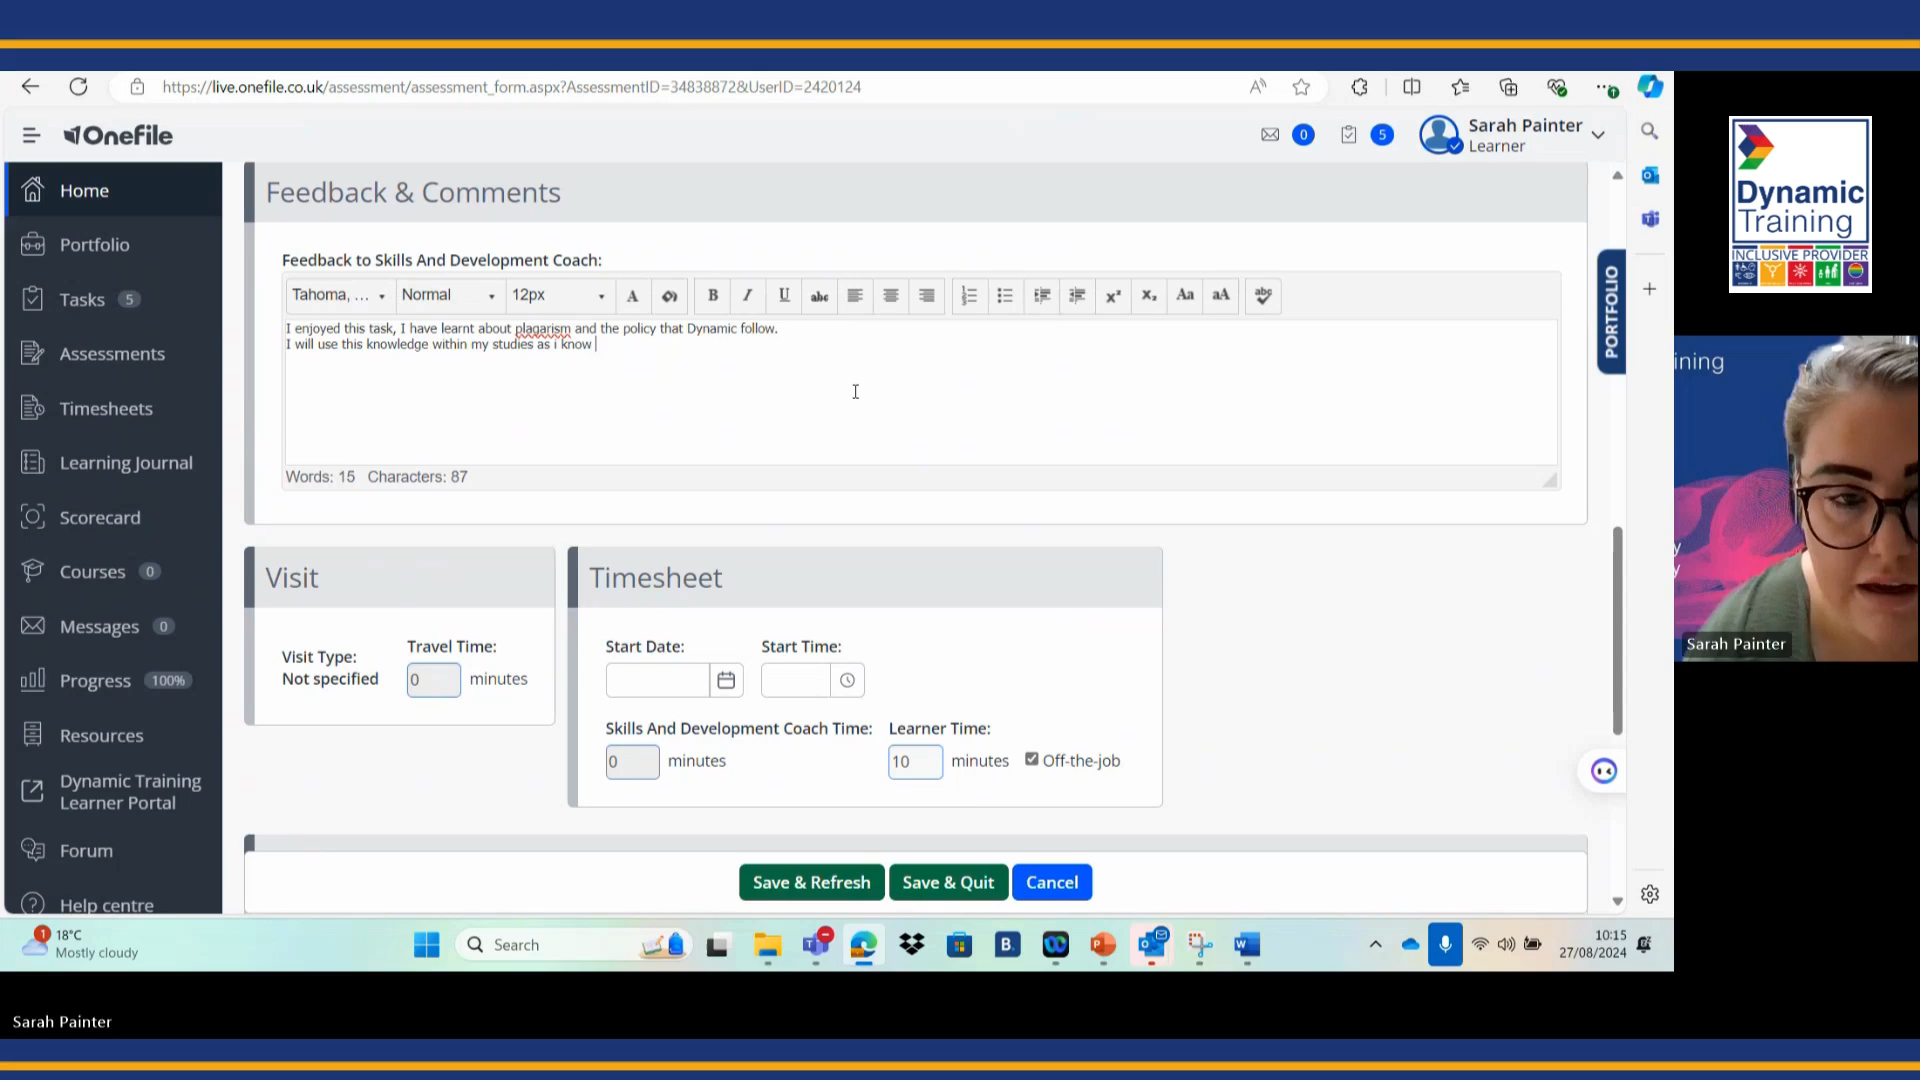 https://live.onefile.co.uk/assessment/assessment_form.aspx?AssessmentID=34838872&UserID=2420124
Onefile
0
5
Sarah Painter
Learner
Home
Portfolio
Tasks 5
Assessments
Timesheets
Learning Journal
Scorecard
Courses 0
Messages 0
Progress 100%
Resources
Dynamic Training
Learner Portal
Forum
Help centre
Feedback & Comments
Feedback to Skills And Development Coach:
Tahoma, ... Normal 12px
I enjoyed this task, I have learnt about plagarism and the policy that Dynamic follow.
I will use this knowledge within my studies as i know
Words: 15 Characters: 87
Visit
Visit Type:
Not specified
Travel Time:
0 minutes
Timesheet
Start Date: Start Time:
Skills And Development Coach Time: Learner Time:
0 minutes 10 minutes Off-the-job
Save & Refresh Save & Quit Cancel
PORTFOLIO
Dynamic
Training
INCLUSIVE PROVIDER
ining
Sarah Painter
1
18°C
Mostly cloudy
Search
10:15
27/08/2024
Sarah Painter